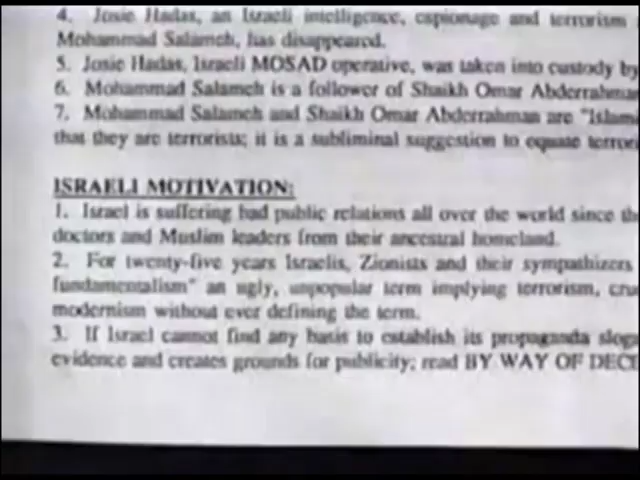 4. Josie Hadas, an Israeli intelligence, espionage and terrorism
Mohammad Salameh, has disappeared.
5. Josie Hadas, Israeli MOSAD operative, was taken into custody by
6. Mohammad Salameh is a follower of Shaikh Omar Abderrahman
7. Mohammad Salameh and Shaikh Omar Abderrahman are "Islame
that they are terrorists; it is a subliminal suggestion to equate terrori
ISRAELI MOTIVATION:
1. Israel is suffering bad public relations all over the world since th
doctors and Muslim leaders from their ancestral homeland.
2. For twenty-five years Israelis, Zionists and their sympathizers
fundamentalism" an ugly, unpopular term implying terrorism, crue
modernism without ever defining the term.
3. If Israel cannot find any basis to establish its propaganda sloga
evidence and creates grounds for publicity; read BY WAY OF DECE